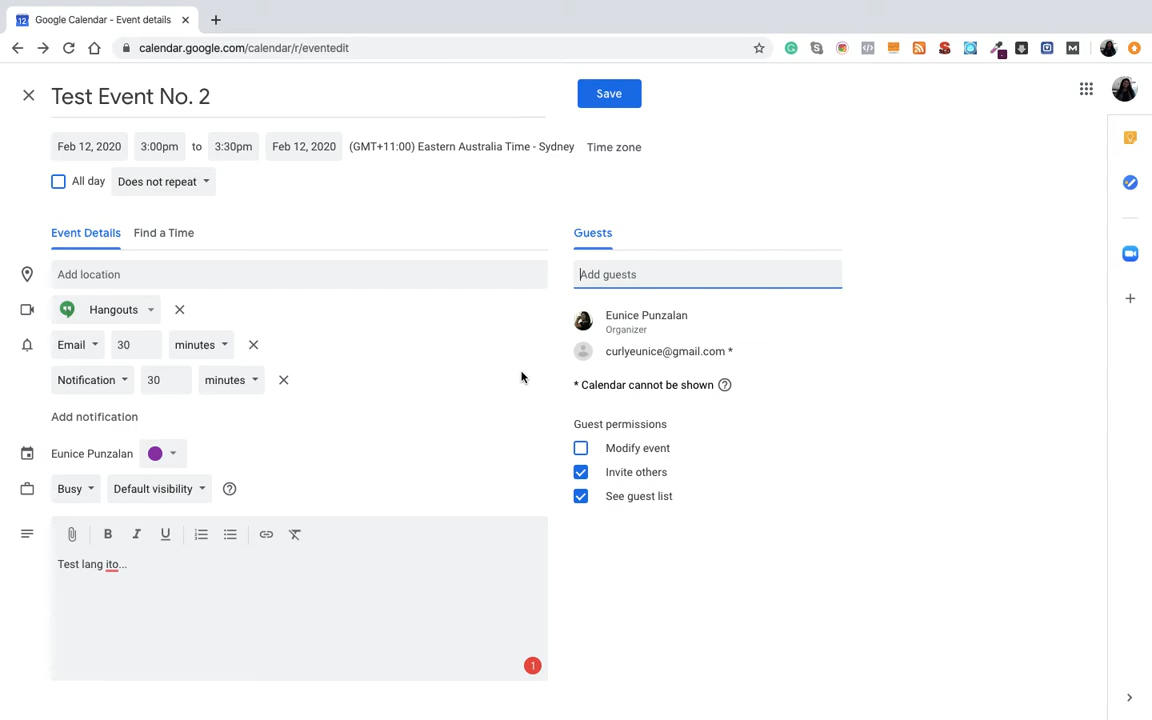 Google Calendar - Event details
calendar.google.com/calendar/r/eventedit
Test Event No. 2
Save
Feb 12, 2020 3:00pm to 3:30pm Feb 12, 2020 (GMT+11:00) Eastern Australia Time - Sydney Time zone
All day Does not repeat
Event Details Find a Time
Guests
Add location
Add guests
Hangouts
Eunice Punzalan
Organizer
Email 30 minutes
curlyeunice@gmail.com *
Notification 30 minutes
* Calendar cannot be shown
Add notification
Guest permissions
Modify event
Eunice Punzalan
Invite others
Busy Default visibility
See guest list
B I U
Test lang ito...
1